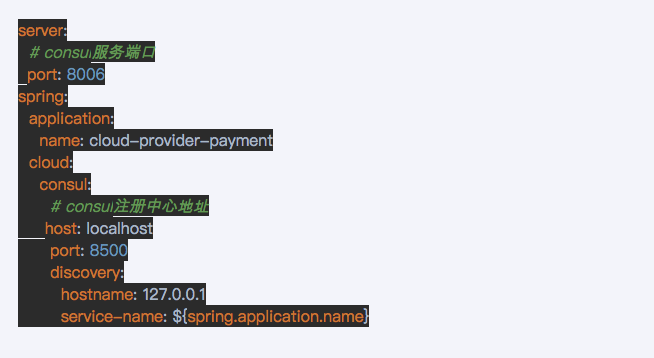 server:
  # consul服务端口
  port: 8006
spring:
  application:
    name: cloud-provider-payment
  cloud:
    consul:
      # consul注册中心地址
      host: localhost
      port: 8500
      discovery:
        hostname: 127.0.0.1
        service-name: ${spring.application.name}